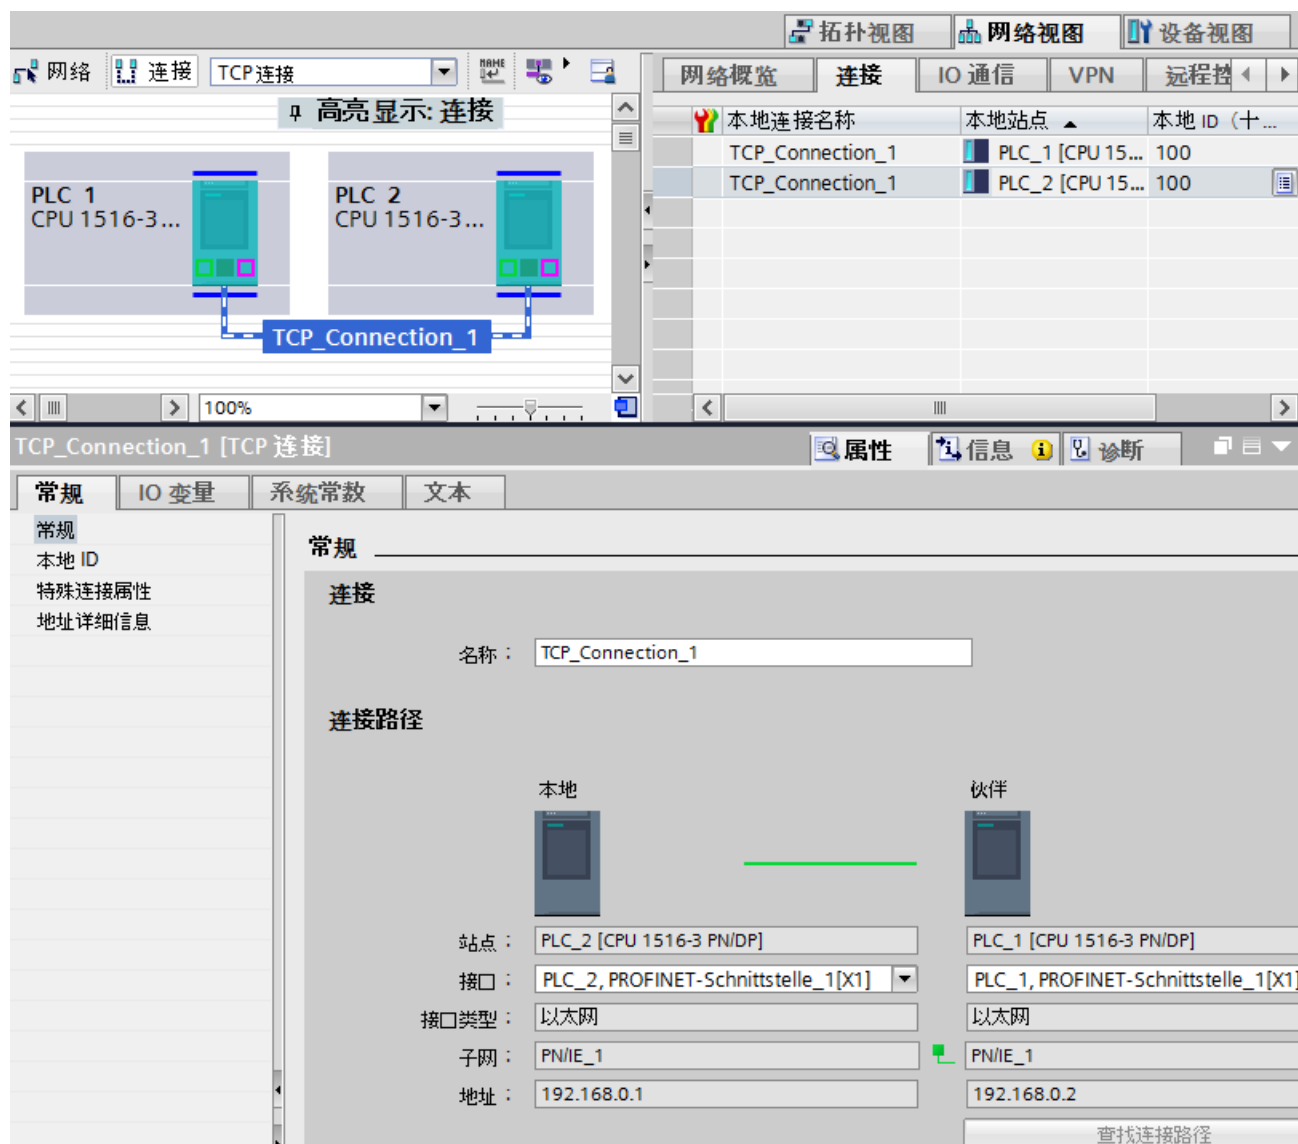 拓扑视图 网络视图 设备视图
网络 连接 TCP连接
网络概览 连接 IO 通信 VPN 远程控
高亮显示: 连接
本地连接名称 本地站点 本地 ID（十...
TCP_Connection_1 PLC_1 [CPU 15... 100
TCP_Connection_1 PLC_2 [CPU 15... 100
PLC_1
CPU 1516-3...
PLC_2
CPU 1516-3...
TCP_Connection_1
100%
TCP_Connection_1 [TCP 连接]
属性 信息 诊断
常规 IO 变量 系统常数 文本
常规
本地 ID
特殊连接属性
地址详细信息
常规
连接
名称： TCP_Connection_1
连接路径
本地 伙伴
站点： PLC_2 [CPU 1516-3 PN/DP] PLC_1 [CPU 1516-3 PN/DP]
接口： PLC_2, PROFINET-Schnittstelle_1[X1] PLC_1, PROFINET-Schnittstelle_1[X1]
接口类型： 以太网 以太网
子网： PN/IE_1 PN/IE_1
地址： 192.168.0.1 192.168.0.2
查找连接路径